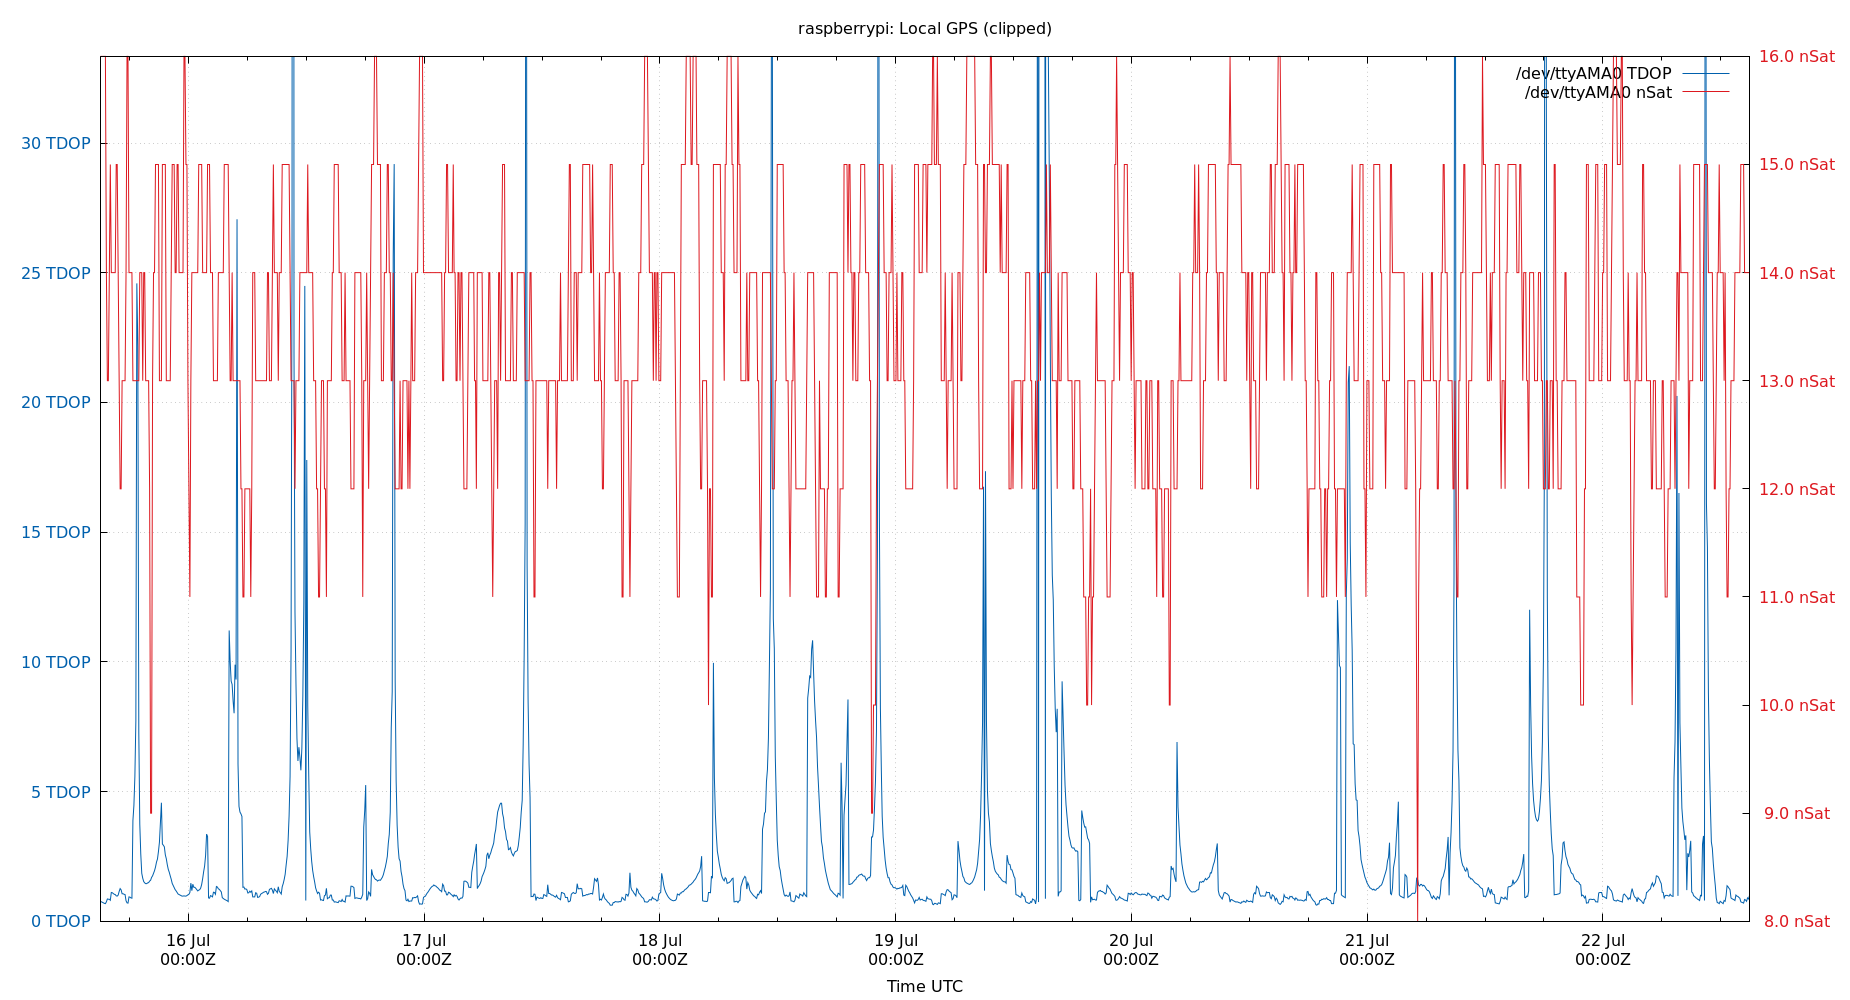 raspberrypi: Local GPS (clipped)
/dev/ttyAMA0 TDOP
/dev/ttyAMA0 nSat
30 TDOP
25 TDOP
20 TDOP
15 TDOP
10 TDOP
5 TDOP
0 TDOP
16.0 nSat
15.0 nSat
14.0 nSat
13.0 nSat
12.0 nSat
11.0 nSat
10.0 nSat
9.0 nSat
8.0 nSat
16 Jul
00:00Z
17 Jul
00:00Z
18 Jul
00:00Z
19 Jul
00:00Z
20 Jul
00:00Z
21 Jul
00:00Z
22 Jul
00:00Z
Time UTC